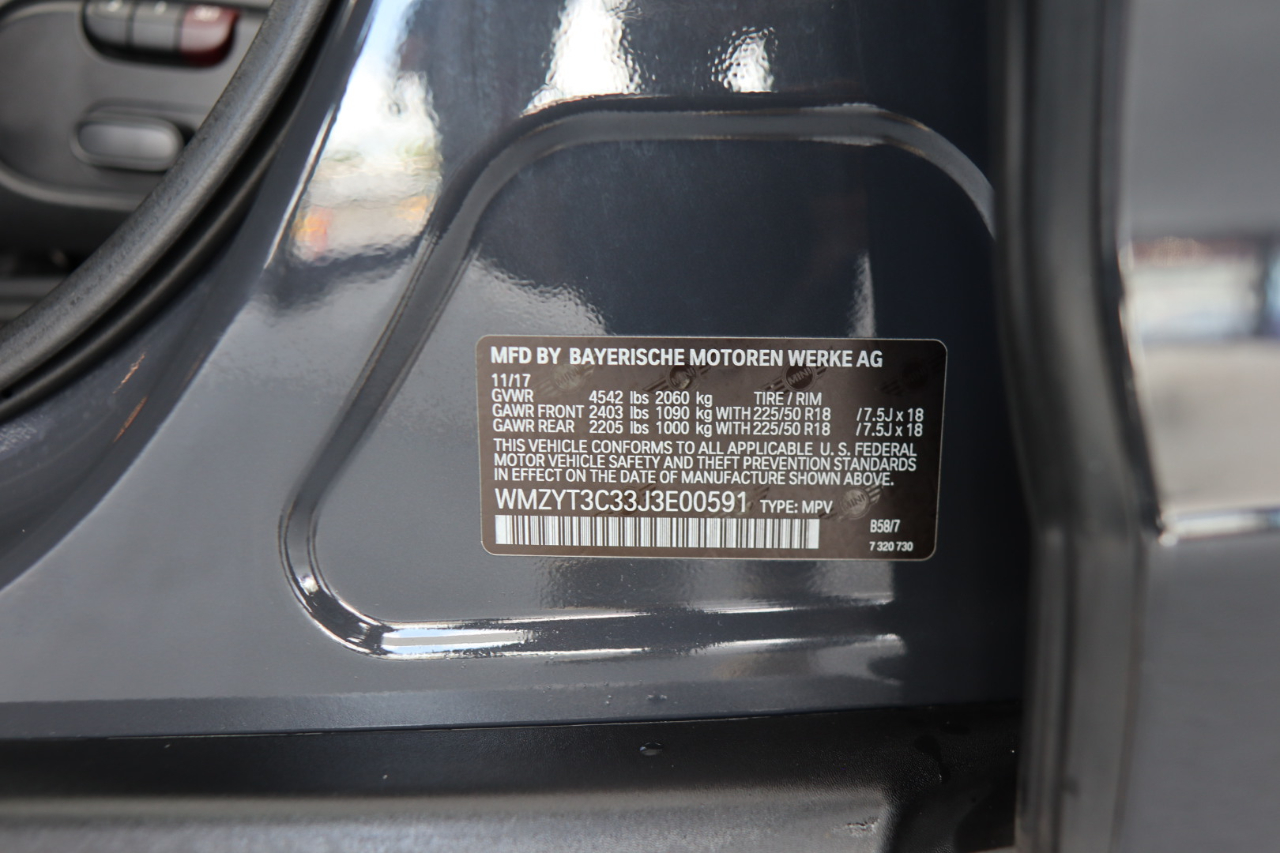 MFD BY BAYERISCHE MOTOREN WERKE AG
11/17
GVWR 4542 lbs 2060 kg TIRE / RIM
GAWR FRONT 2403 lbs 1090 kg WITH 225/50 R18 /7.5J x 18
GAWR REAR 2205 lbs 1000 kg WITH 225/50 R18 /7.5J x 18
THIS VEHICLE CONFORMS TO ALL APPLICABLE U.S. FEDERAL
MOTOR VEHICLE SAFETY AND THEFT PREVENTION STANDARDS
IN EFFECT ON THE DATE OF MANUFACTURE SHOWN ABOVE.
WMZYT3C33J3E00591 TYPE: MPV
B58/7
7 320 730